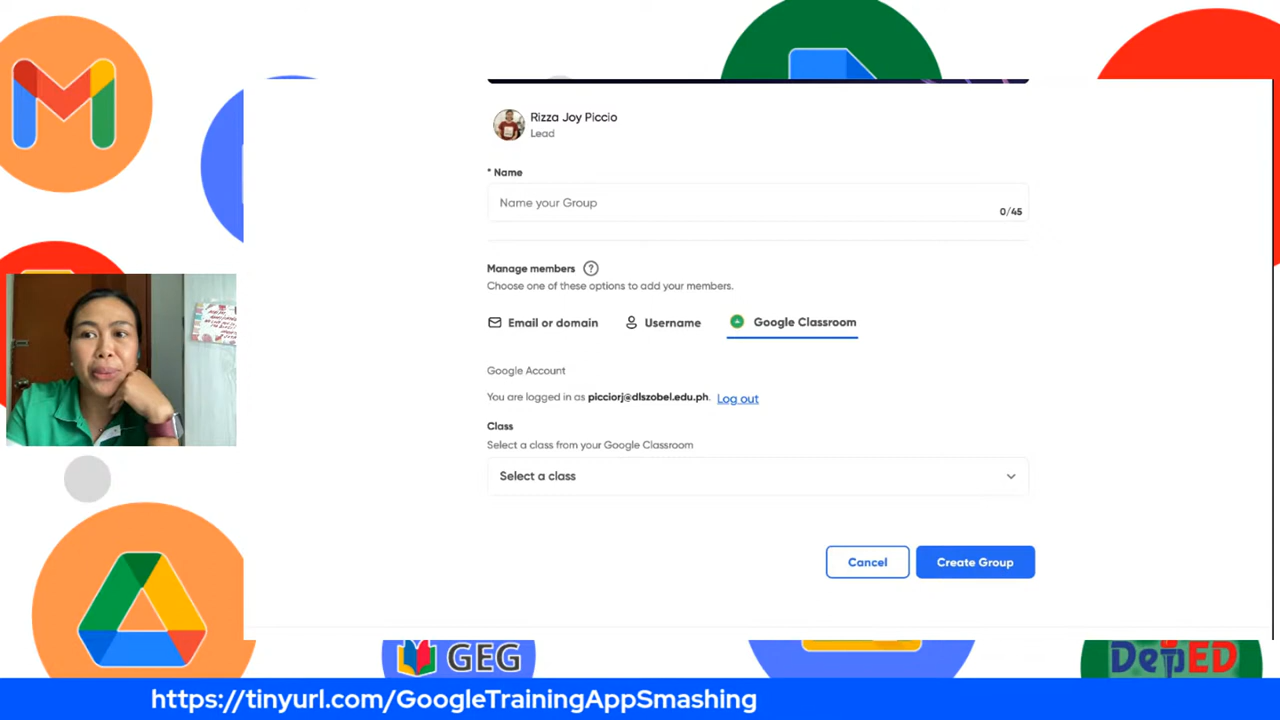 Rizza Joy Piccio
Lead
* Name
Name your Group
0/45
Manage members ?
Choose one of these options to add your members.
Email or domain
Username
Google Classroom
Google Account
You are logged in as picciorj@dlszobel.edu.ph. Log out
Class
Select a class from your Google Classroom
Select a class
Cancel
Create Group
GEG
DepED
https://tinyurl.com/GoogleTrainingAppSmashing